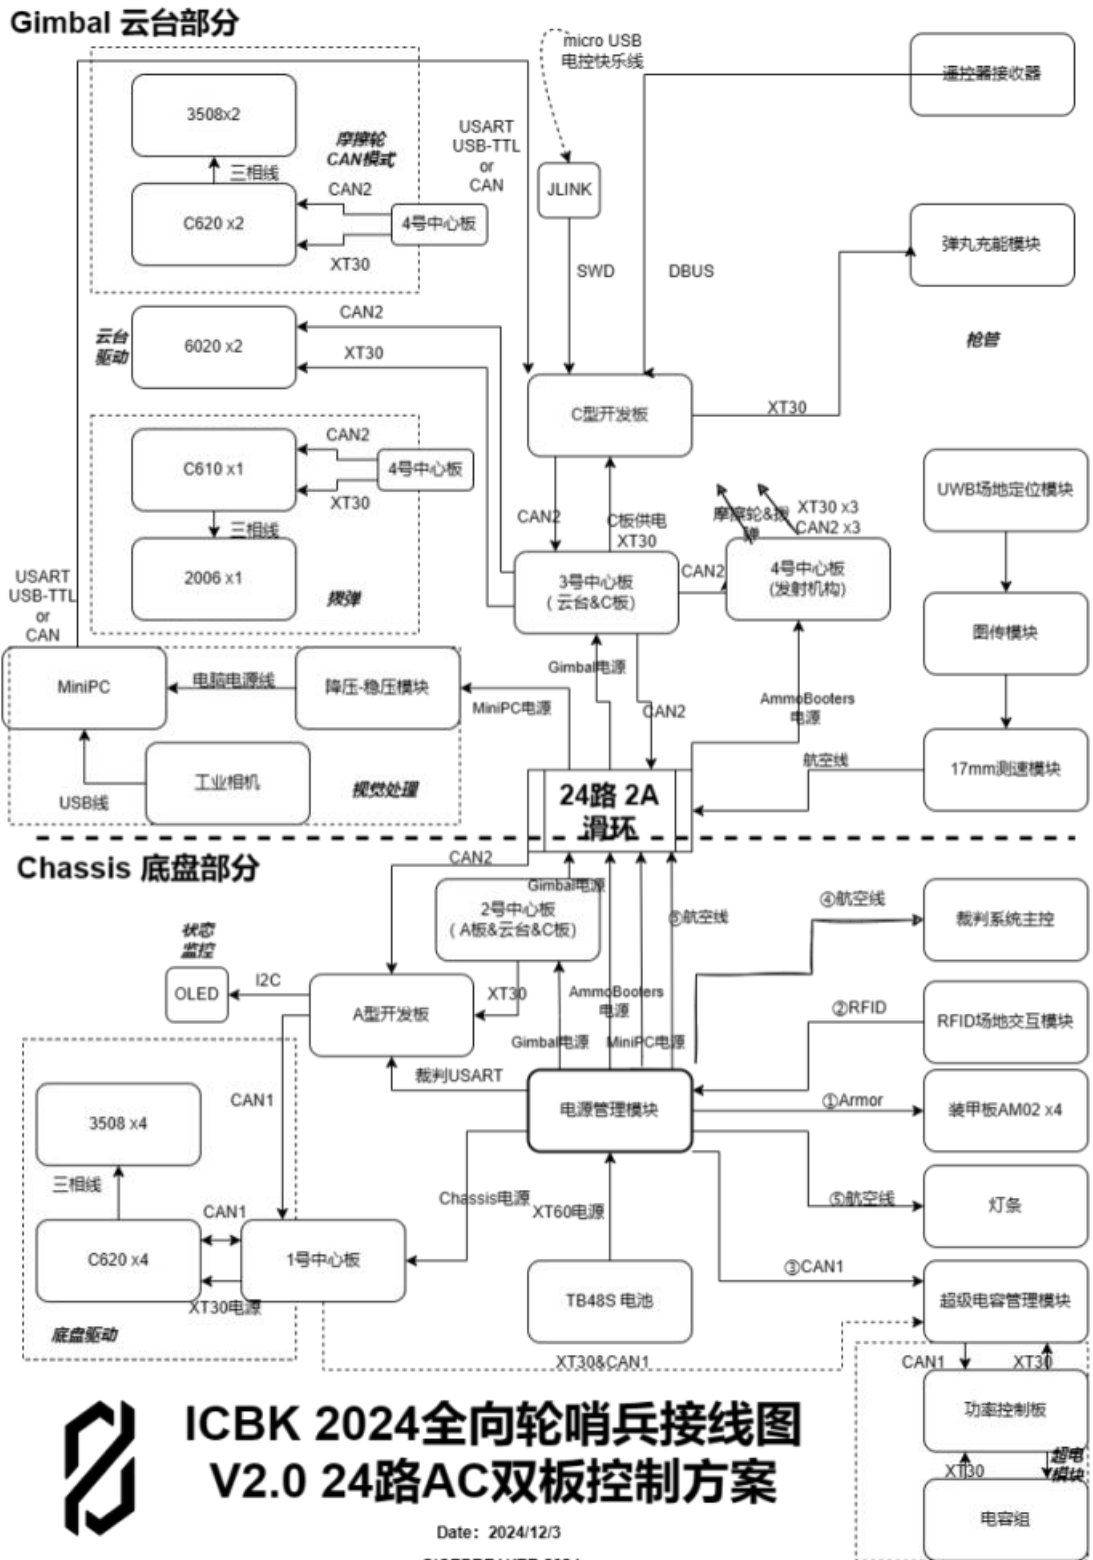 Gimbal 云台部分
micro USB
电控快乐线
遥控器接收器
3508x2
摩擦轮
CAN模式
USART
USB-TTL
or
CAN
三相线
CAN2
JLINK
C620 x2
4号中心板
弹丸充能模块
XT30
SWD
DBUS
CAN2
云台
驱动
6020 x2
XT30
枪管
C型开发板
XT30
CAN2
C610 x1
4号中心板
UWB场地定位模块
XT30
XT30 x3
CAN2 x3
摩擦轮&拨
弹
三相线
CAN2
C板供电
XT30
2006 x1
拨弹
3号中心板
( 云台&C板)
CAN2
4号中心板
(发射机构)
USART
USB-TTL
or
CAN
图传模块
MiniPC
电脑电源线
降压-稳压模块
Gimbal电源
MiniPC电源
CAN2
AmmoBooters
电源
工业相机
USB线
视觉处理
24路 2A
滑环
航空线
17mm测速模块
Chassis 底盘部分
CAN2
Gimbal电源
2号中心板
( A板&云台&C板)
⑤航空线
④航空线
裁判系统主控
状态
监控
OLED
I2C
A型开发板
XT30
AmmoBooters
电源
Gimbal电源
MiniPC电源
②RFID
RFID场地交互模块
裁判USART
电源管理模块
①Armor
装甲板AM02 x4
CAN1
3508 x4
三相线
Chassis电源
XT60电源
⑤航空线
灯条
CAN1
C620 x4
1号中心板
XT30电源
底盘驱动
TB48S 电池
③CAN1
超级电容管理模块
XT30&CAN1
CAN1
XT30
功率控制板
超电
模块
XT30
电容组
ICBK 2024全向轮哨兵接线图
V2.0 24路AC双板控制方案
Date：2024/12/3